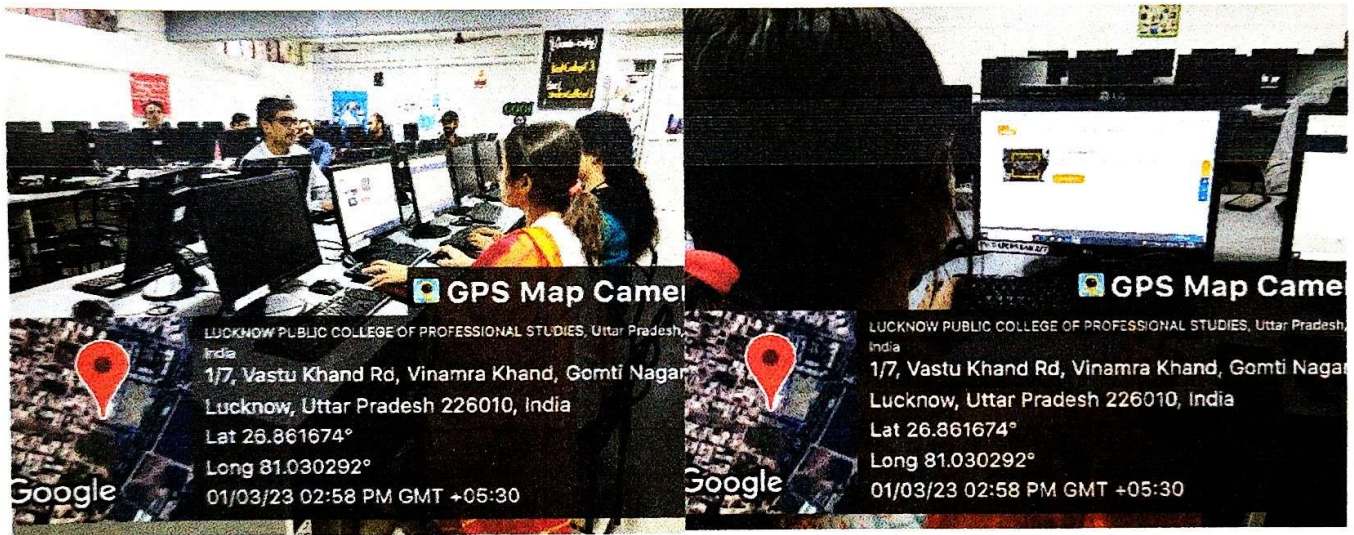 COOL
LG
GPS Map Camer
LUCKNOW PUBLIC COLLEGE OF PROFESSIONAL STUDIES, Uttar Pradesh,
India
1/7, Vastu Khand Rd, Vinamra Khand, Gomti Nagar
Lucknow, Uttar Pradesh 226010, India
Lat 26.861674°
Long 81.030292°
01/03/23 02:58 PM GMT +05:30
Google
GPS Map Camer
LUCKNOW PUBLIC COLLEGE OF PROFESSIONAL STUDIES, Uttar Pradesh,
India
1/7, Vastu Khand Rd, Vinamra Khand, Gomti Nagar
Lucknow, Uttar Pradesh 226010, India
Lat 26.861674°
Long 81.030292°
01/03/23 02:58 PM GMT +05:30
Google